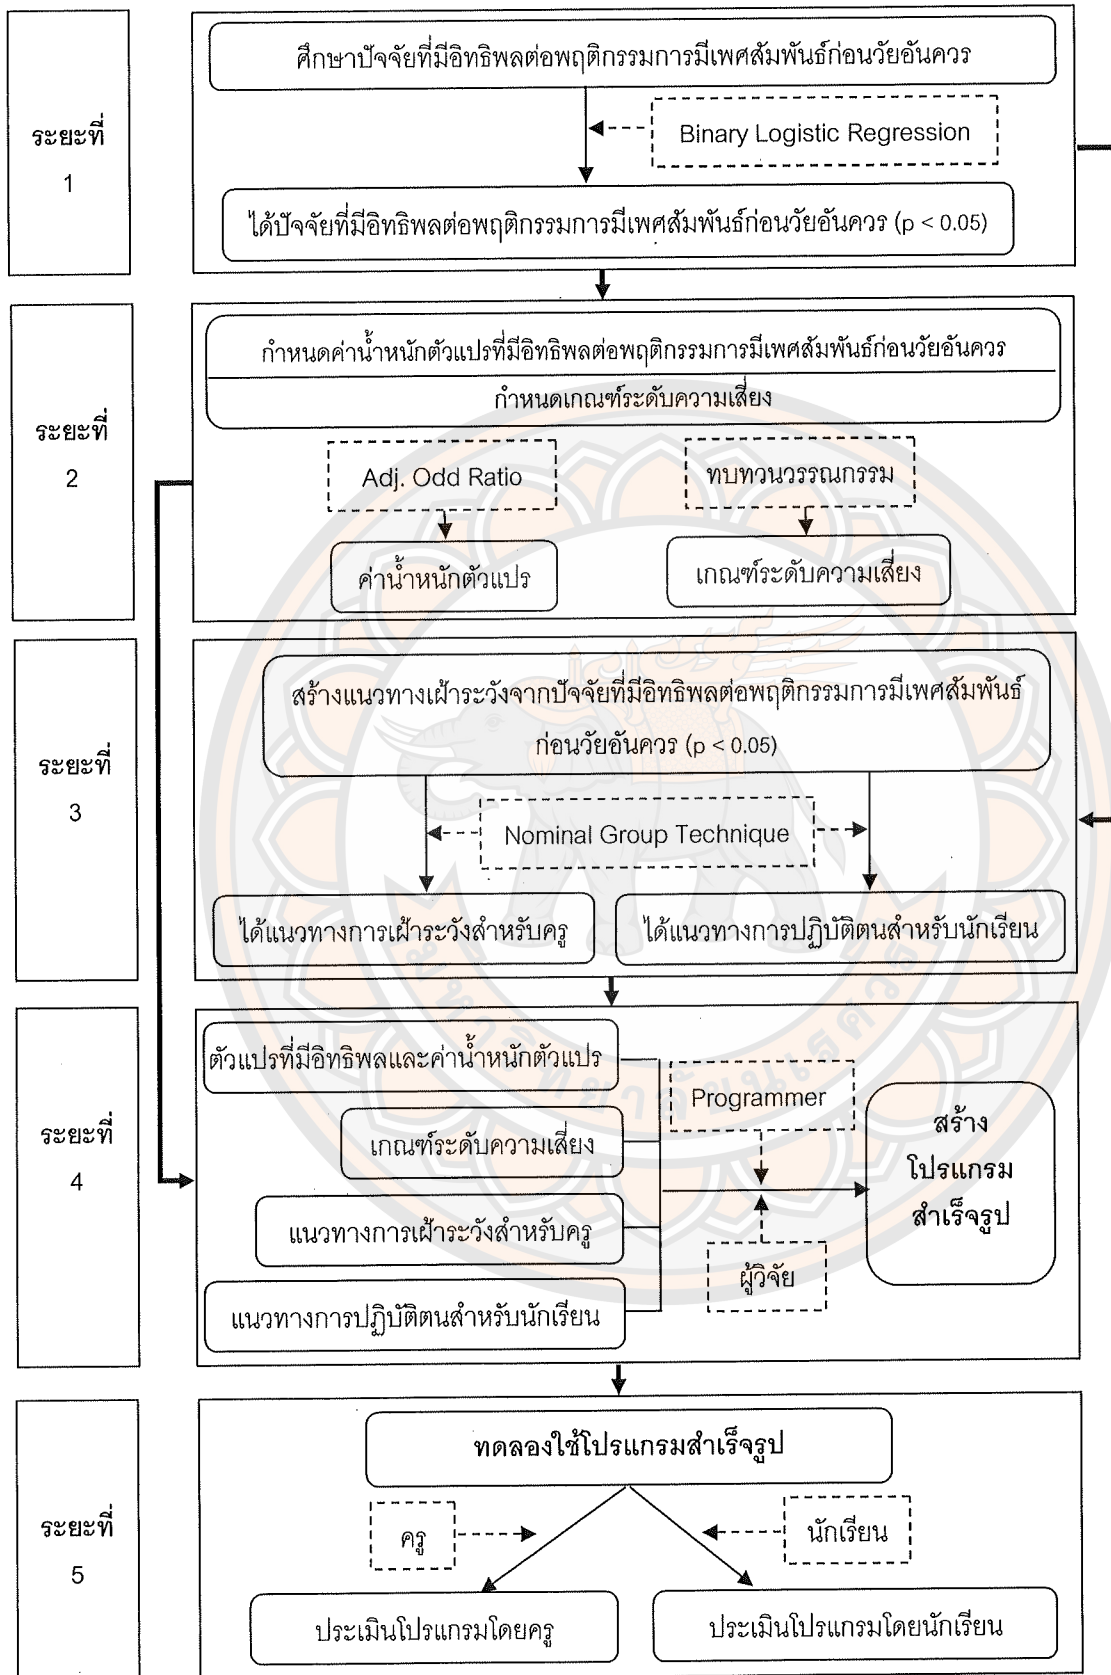 ระยะที่
1
ศึกษาปัจจัยที่มีอิทธิพลต่อพฤติกรรมการมีเพศสัมพันธ์ก่อนวัยอันควร
Binary Logistic Regression
ได้ปัจจัยที่มีอิทธิพลต่อพฤติกรรมการมีเพศสัมพันธ์ก่อนวัยอันควร (p < 0.05)
ระยะที่
2
กำหนดค่าน้ำหนักตัวแปรที่มีอิทธิพลต่อพฤติกรรมการมีเพศสัมพันธ์ก่อนวัยอันควร
กำหนดเกณฑ์ระดับความเสี่ยง
Adj. Odd Ratio
ทบทวนวรรณกรรม
ค่าน้ำหนักตัวแปร
เกณฑ์ระดับความเสี่ยง
ระยะที่
3
สร้างแนวทางเฝ้าระวังจากปัจจัยที่มีอิทธิพลต่อพฤติกรรมการมีเพศสัมพันธ์
ก่อนวัยอันควร (p < 0.05)
Nominal Group Technique
ได้แนวทางการเฝ้าระวังสำหรับครู
ได้แนวทางการปฏิบัติตนสำหรับนักเรียน
ระยะที่
4
ตัวแปรที่มีอิทธิพลและค่าน้ำหนักตัวแปร
เกณฑ์ระดับความเสี่ยง
แนวทางการเฝ้าระวังสำหรับครู
แนวทางการปฏิบัติตนสำหรับนักเรียน
Programmer
ผู้วิจัย
สร้าง
โปรแกรม
สำเร็จรูป
มหาวิทยาลัยนเรศวร
ระยะที่
5
ทดลองใช้โปรแกรมสำเร็จรูป
ครู
นักเรียน
ประเมินโปรแกรมโดยครู
ประเมินโปรแกรมโดยนักเรียน